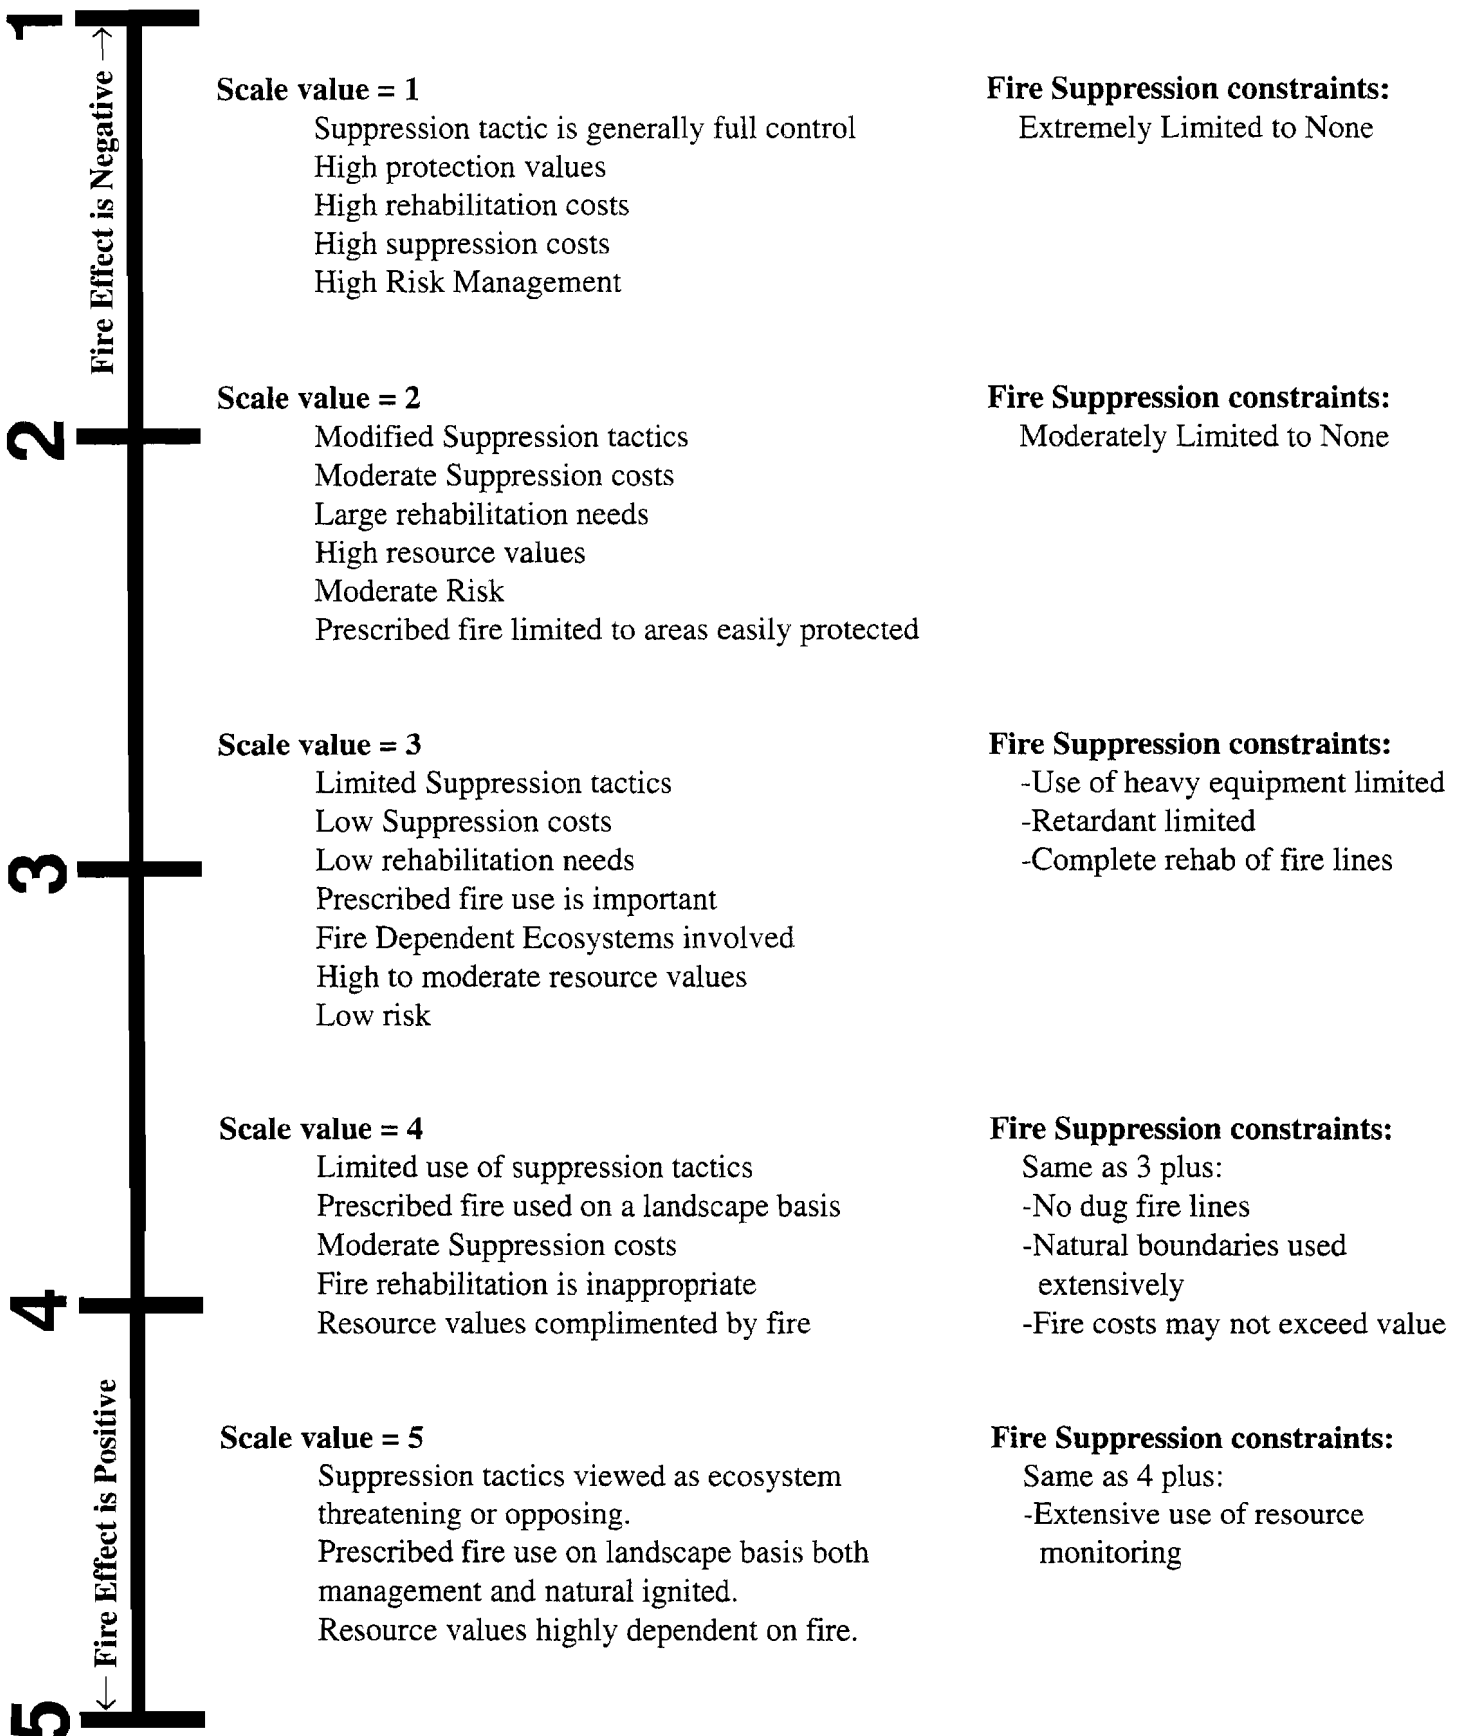 1
Fire Effect is Negative →
Scale value = 1
Suppression tactic is generally full control
High protection values
High rehabilitation costs
High suppression costs
High Risk Management
Fire Suppression constraints:
Extremely Limited to None
2
Scale value = 2
Modified Suppression tactics
Moderate Suppression costs
Large rehabilitation needs
High resource values
Moderate Risk
Prescribed fire limited to areas easily protected
Fire Suppression constraints:
Moderately Limited to None
3
Scale value = 3
Limited Suppression tactics
Low Suppression costs
Low rehabilitation needs
Prescribed fire use is important
Fire Dependent Ecosystems involved
High to moderate resource values
Low risk
Fire Suppression constraints:
-Use of heavy equipment limited
-Retardant limited
-Complete rehab of fire lines
4
Scale value = 4
Limited use of suppression tactics
Prescribed fire used on a landscape basis
Moderate Suppression costs
Fire rehabilitation is inappropriate
Resource values complimented by fire
Fire Suppression constraints:
Same as 3 plus:
-No dug fire lines
-Natural boundaries used
extensively
-Fire costs may not exceed value
← Fire Effect is Positive
Scale value = 5
Suppression tactics viewed as ecosystem
threatening or opposing.
Prescribed fire use on landscape basis both
management and natural ignited.
Resource values highly dependent on fire.
Fire Suppression constraints:
Same as 4 plus:
-Extensive use of resource
monitoring
5